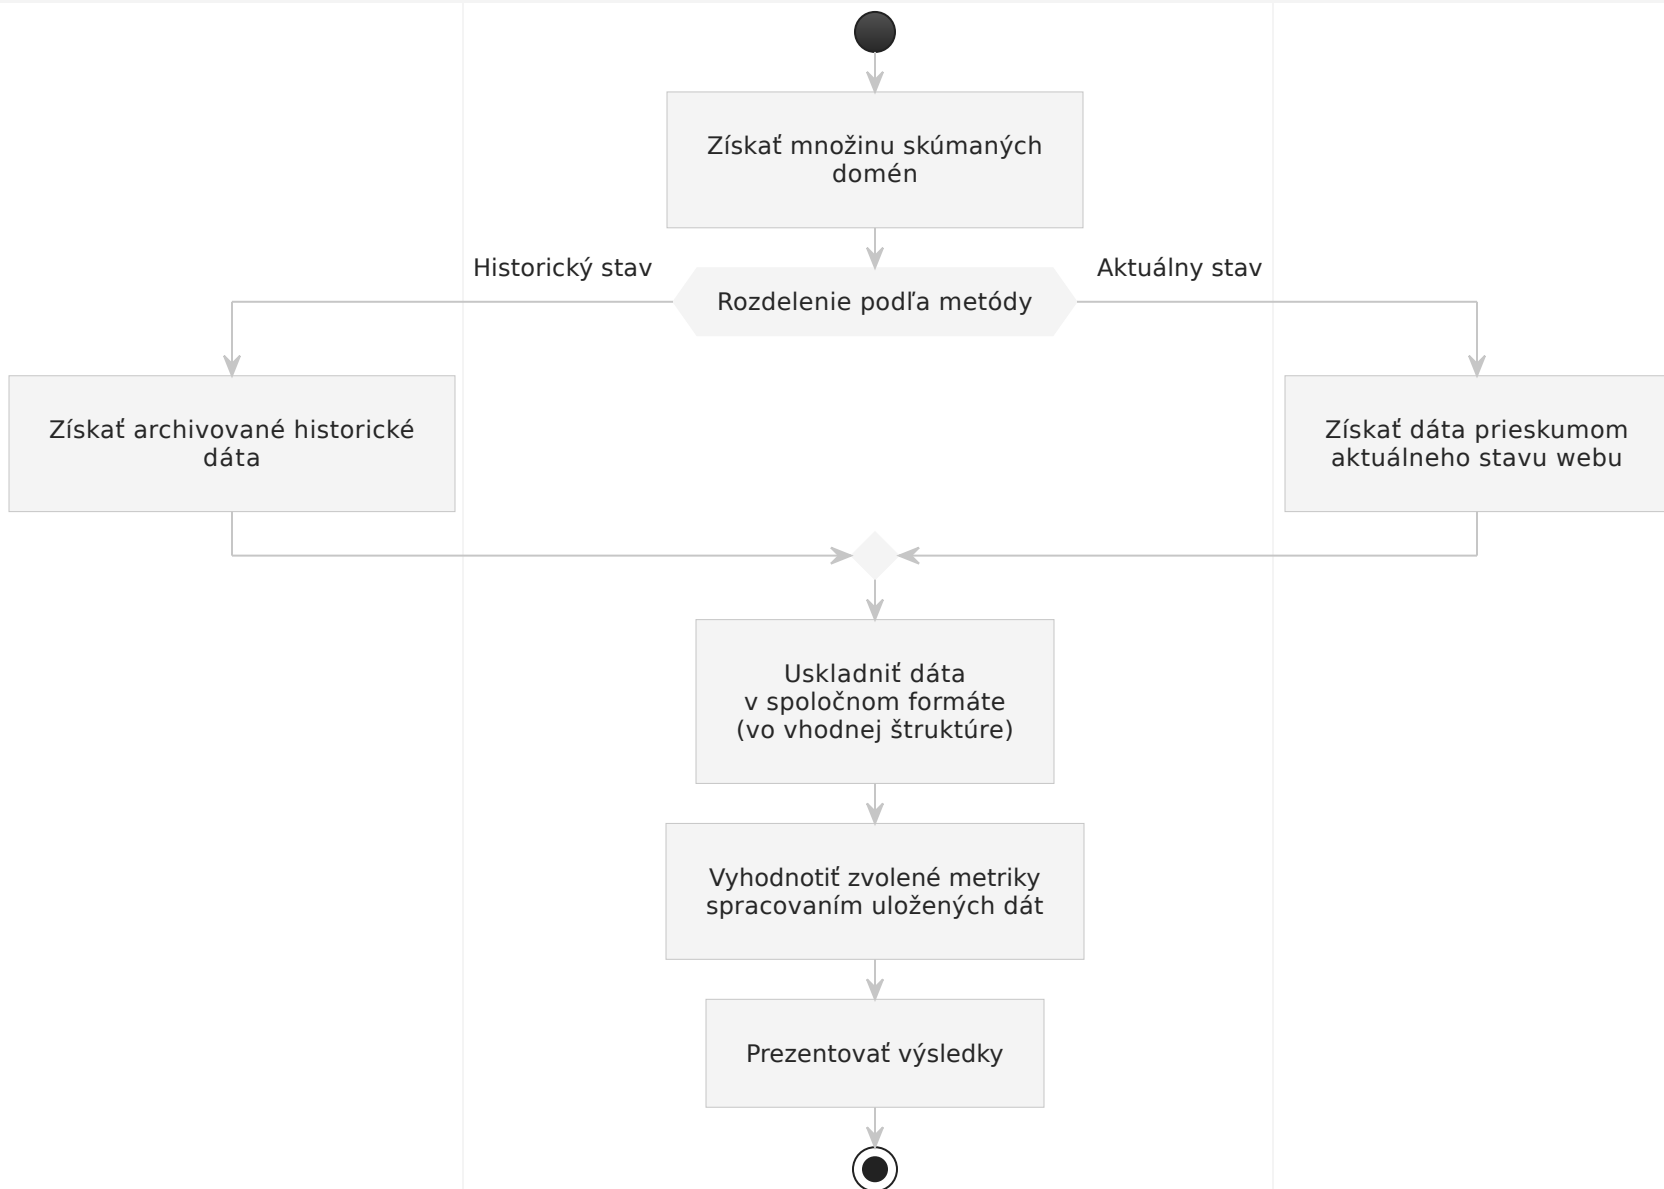 Získať množinu skúmaných
domén
Historický stav
Rozdelenie podľa metódy
Aktuálny stav
Získať archivované historické
dáta
Získať dáta prieskumom
aktuálneho stavu webu
Uskladniť dáta
v spoločnom formáte
(vo vhodnej štruktúre)
Vyhodnotiť zvolené metriky
spracovaním uložených dát
Prezentovať výsledky